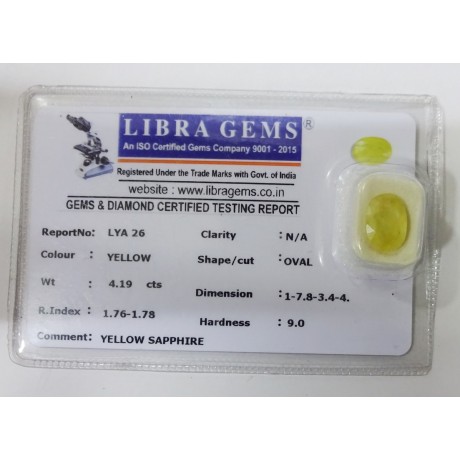 LIBRA GEMS ®
An ISO Certified Gems Company 9001 - 2015
Registered Under the Trade Marks with Govt. of India
website : www.libragems.co.in
GEMS & DIAMOND CERTIFIED TESTING REPORT
ReportNo: LYA 26 Clarity : N/A
Colour : YELLOW Shape/cut : OVAL
Wt : 4.19 cts Dimension :1-7.8-3.4-4.
R.Index : 1.76-1.78 Hardness : 9.0
Comment: YELLOW SAPPHIRE